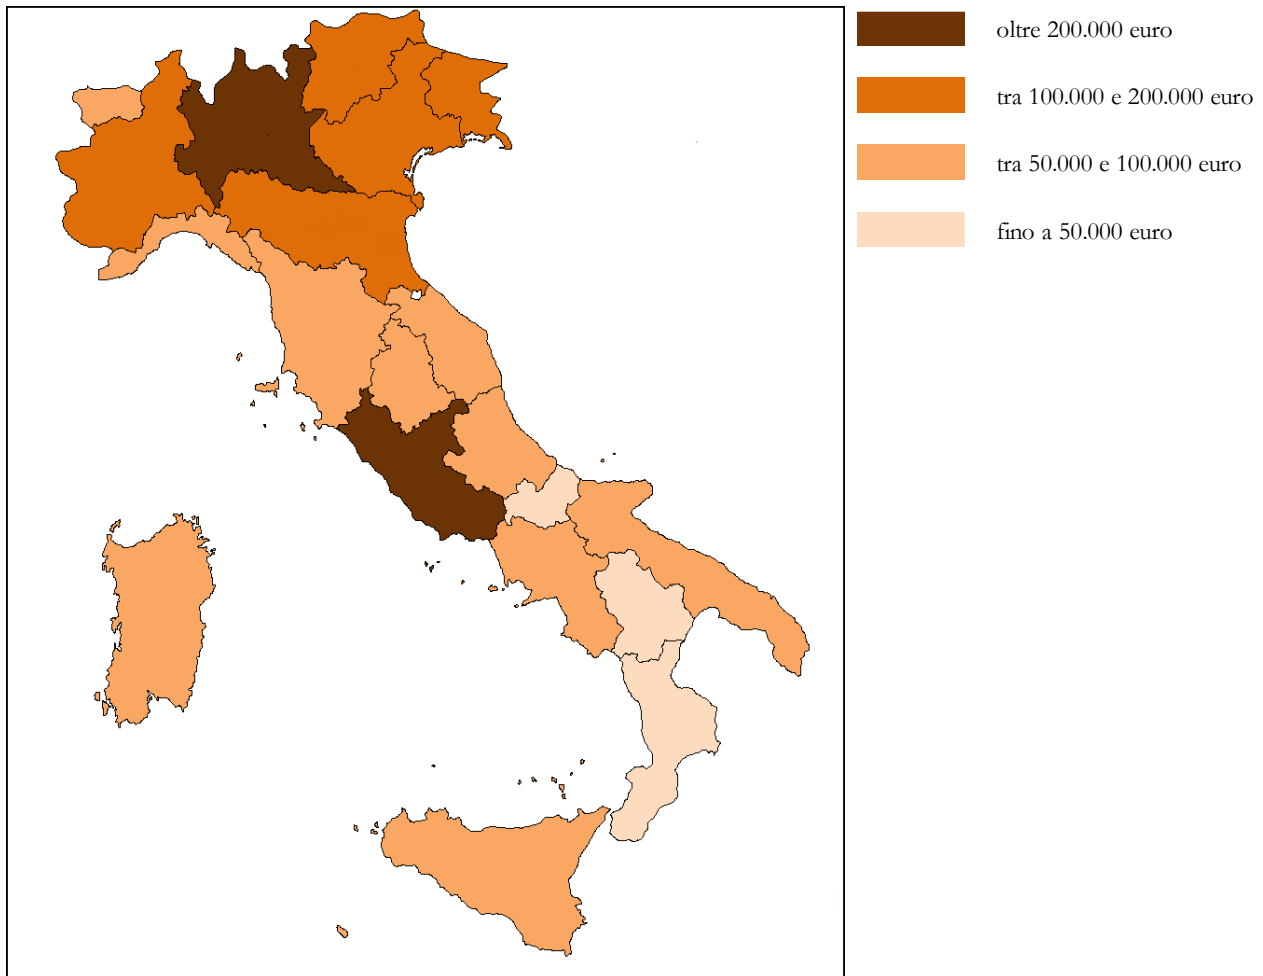 oltre 200.000 euro
tra 100.000 e 200.000 euro
tra 50.000 e 100.000 euro
fino a 50.000 euro